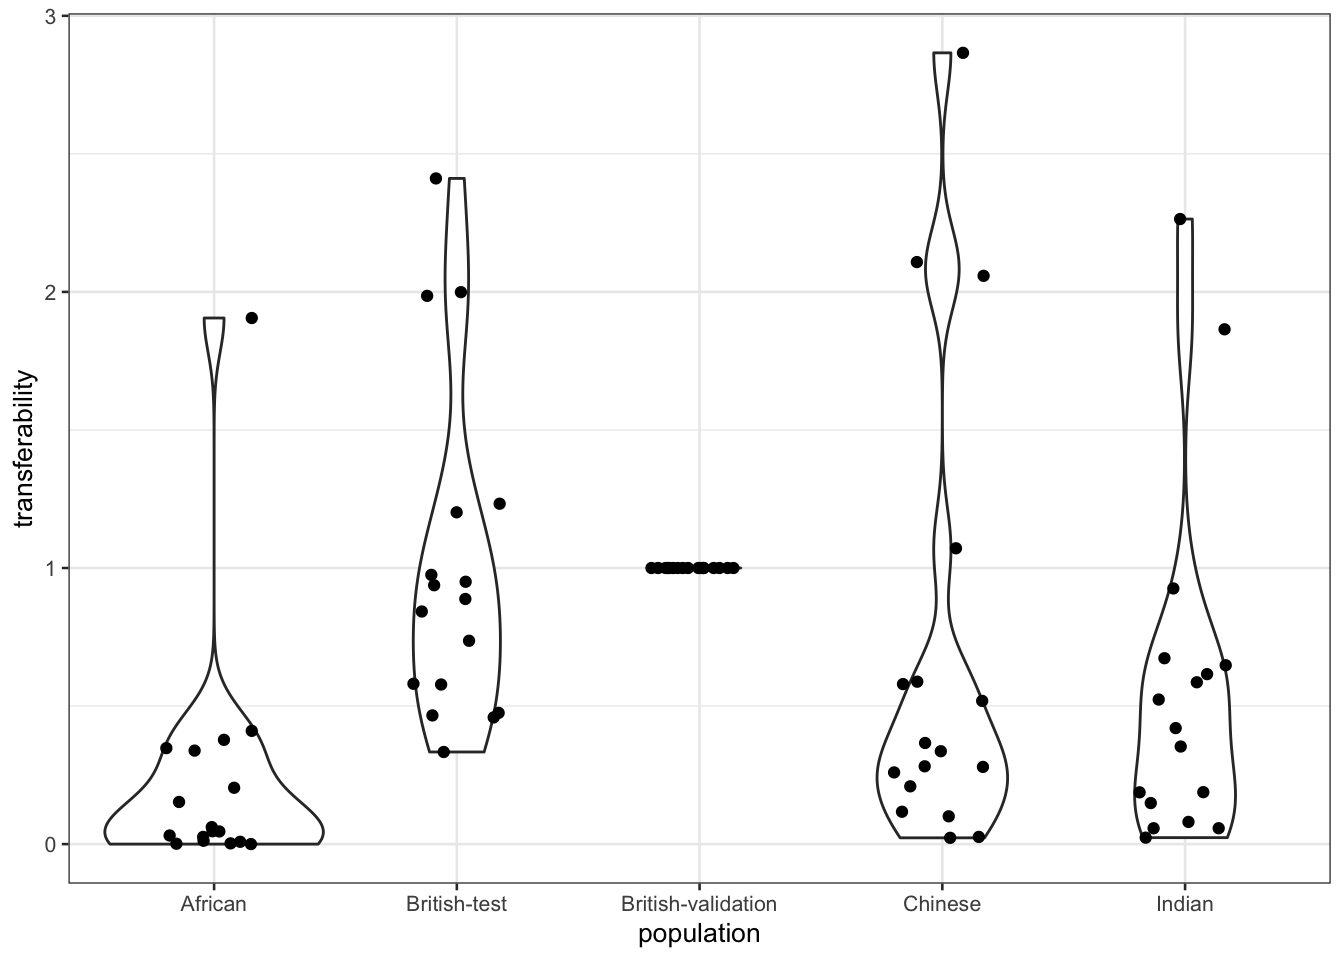 3
2
1
0
transferability
African British-test British-validation Chinese Indian
population